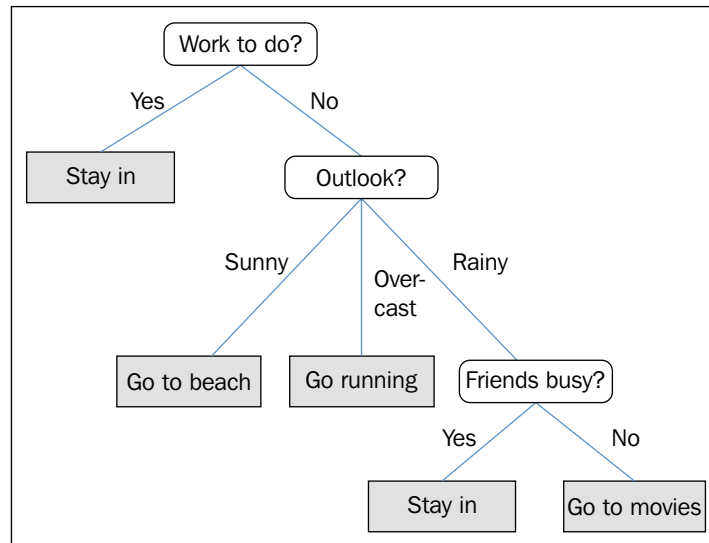 Work to do?
Yes
No
Stay in
Outlook?
Sunny
Over-
cast
Rainy
Go to beach
Go running
Friends busy?
Yes
No
Stay in
Go to movies